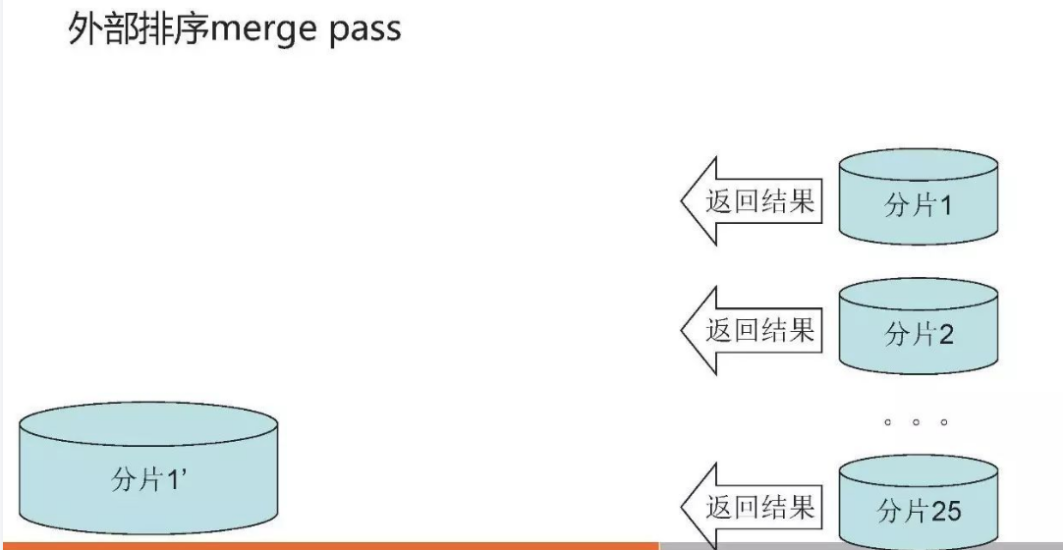 外部排序merge pass
返回结果
分片1
返回结果
分片2
。。。
返回结果
分片25
分片1’